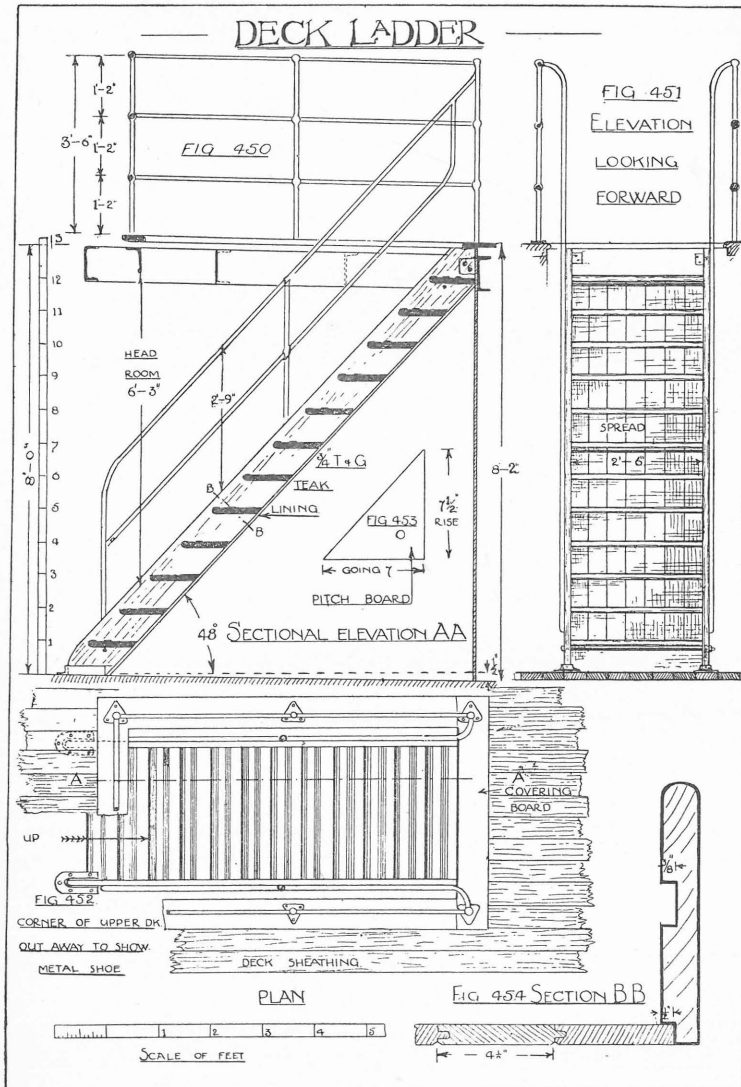 DECK LADDER
1'-2"
3'-6"
1'-2"
1'-2"
FIG 450
FIG 451
ELEVATION
LOOKING
FORWARD
13
12
11
10
9
8
7
6
5
4
3
2
1
8'-0"
HEAD
ROOM
6'-3"
2'-9"
3/4" T & G
TEAK
LINING
B
B
FIG 453
7½"
RISE
GOING 7
PITCH BOARD
8-2"
SPREAD
2'-6"
48° SECTIONAL ELEVATION AA
A
A
COVERING
BOARD
UP
FIG 452
CORNER OF UPPER DK
OUT AWAY TO SHOW.
METAL SHOE
DECK SHEATHING
3/8"
PLAN
FIG 454 SECTION BB
1 2 3 4 5
SCALE OF FEET
4½"